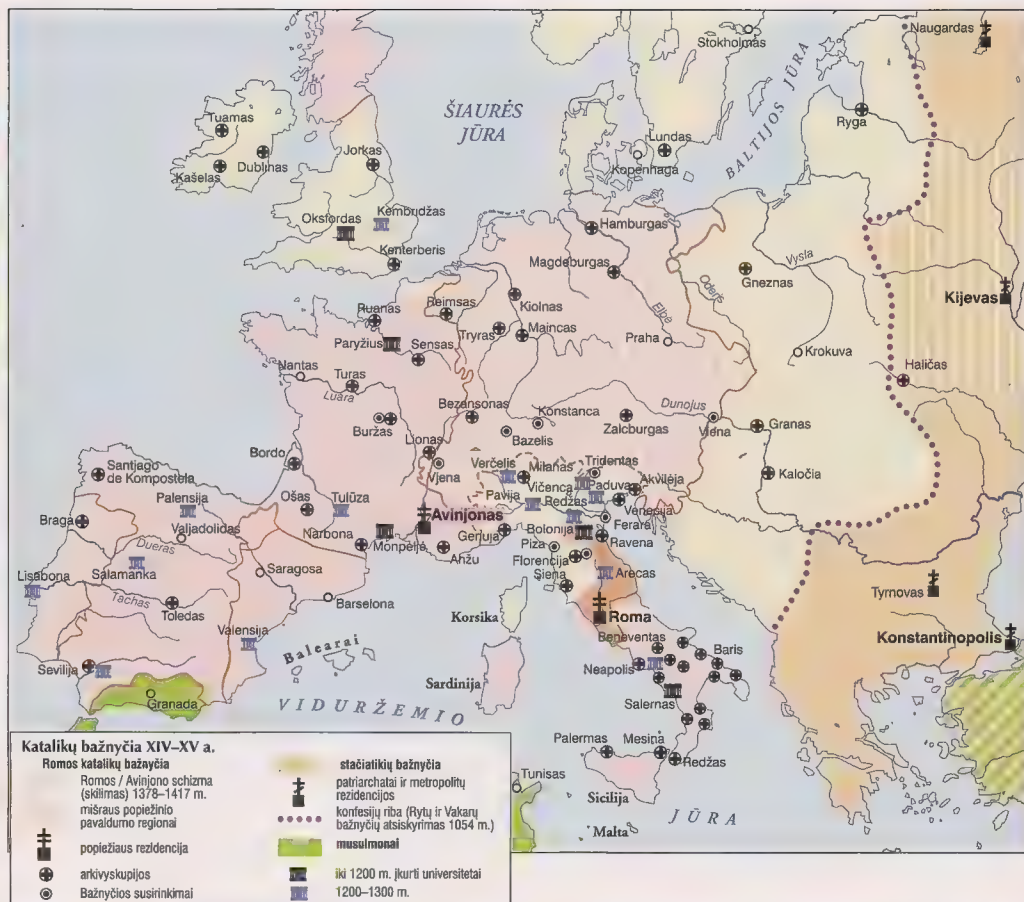 Naugardas
Stokholmas
ŠIAURĖS
JŪRA
BALTIJOS JŪRA
Ryga
Tuamas
Lundas
Jorkas
Kašelas
Dublinas
Kopenhaga
Oksfordas
Kembridžas
Hamburgas
Kenterberis
Magdeburgas
Vysla
Gneznas
Oderis
Kijevas
Ruanas
Reimsas
Kiolnas
Elbė
Tryras
Maincas
Paryžius
Sensas
Praha
Krokuva
Haličas
Nantas
Turas
Luara
Bezansonas
Konstanca
Dunojus
Buržas
Bazelis
Zalcburgas
Viena
Granas
Lionas
Bordo
Vjena
Verčelis
Milanas
Tridentas
Kaločia
Santjago
de Kompostela
Vičenca
Paduva
Akvilėja
Palensija
Ošas
Tulūza
Pavija
Redžas
Venesija
Braga
Avinjonas
Ferara
Valjadolidas
Narbona
Monpeljė
Genuja
Bolonija
Ravena
Dueras
Ahžu
Piza
Florencija
Lisabona
Salamanka
Saragosa
Siena
Arecas
Tyrnovas
Tachas
Toledas
Barselona
Korsika
Roma
Konstantinopolis
Valensija
Balearai
Beneventas
Baris
Sevilija
Neapolis
Granada
Sardinija
Salernas
VIDURŽEMIO
Palermas
Mesina
Redžas
Tunisas
Sicilija
Malta
JŪRA
Katalikų bažnyčia XIV–XV a.
Romos katalikų bažnyčia
Romos / Avinjono schizma
(skilimas) 1378–1417 m.
mišraus popiežinio
pavaldumo regionai
popiežiaus rezidencija
arkivyskupijos
Bažnyčios susirinkimai
stačiatikių bažnyčia
patriarchatai ir metropolitų
rezidencijos
konfesijų riba (Rytų ir Vakarų
bažnyčių atsiskyrimas 1054 m.)
musulmonai
iki 1200 m. įkurti universitetai
1200–1300 m.